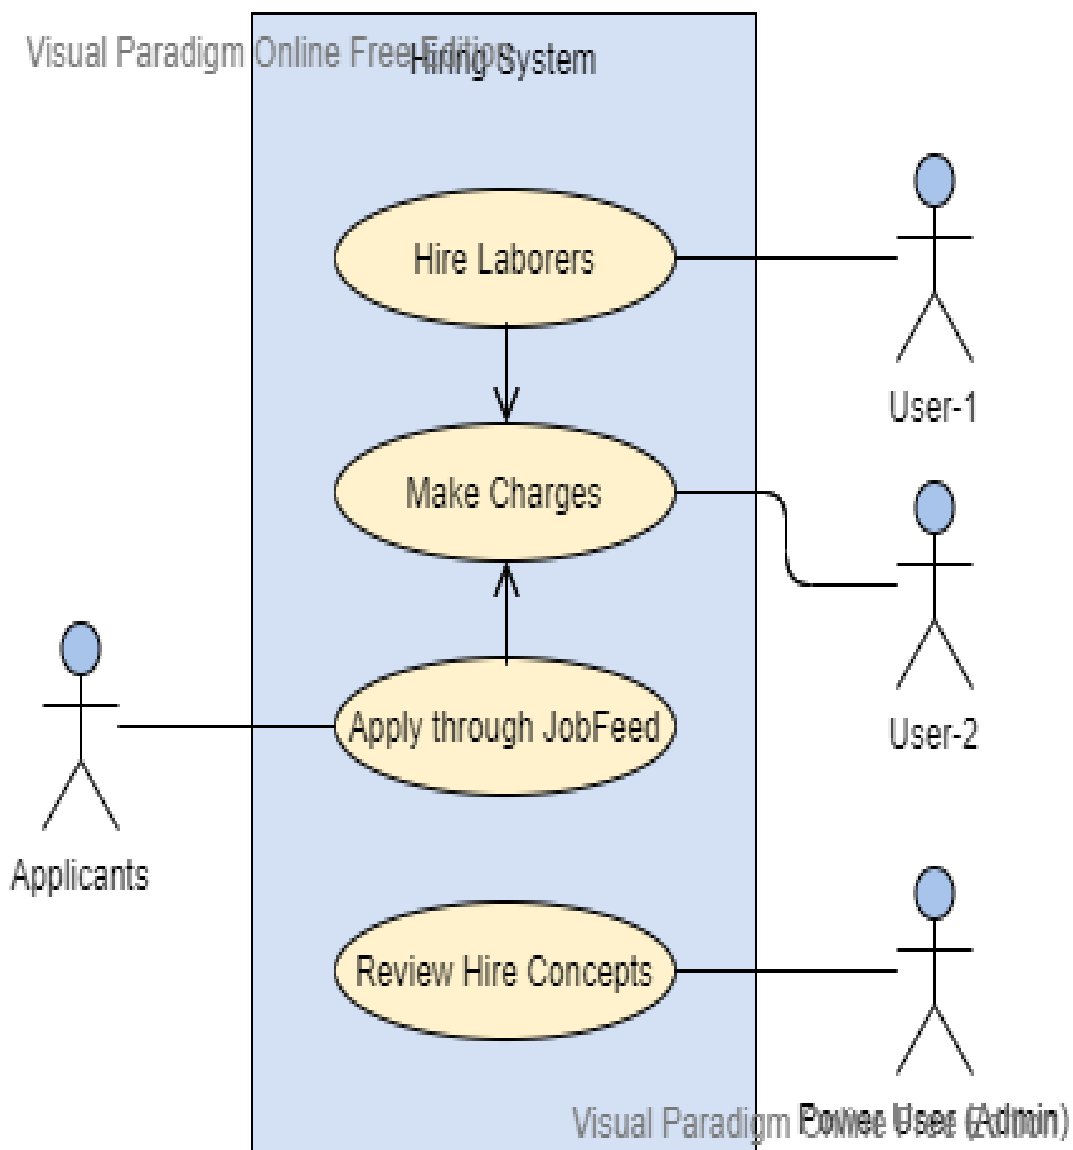 Visual Paradigm Online Free Edition
Hiring System
Hire Laborers
User-1
Make Charges
User-2
Apply through JobFeed
Applicants
Review Hire Concepts
Power User (Admin)
Visual Paradigm Online Free Edition